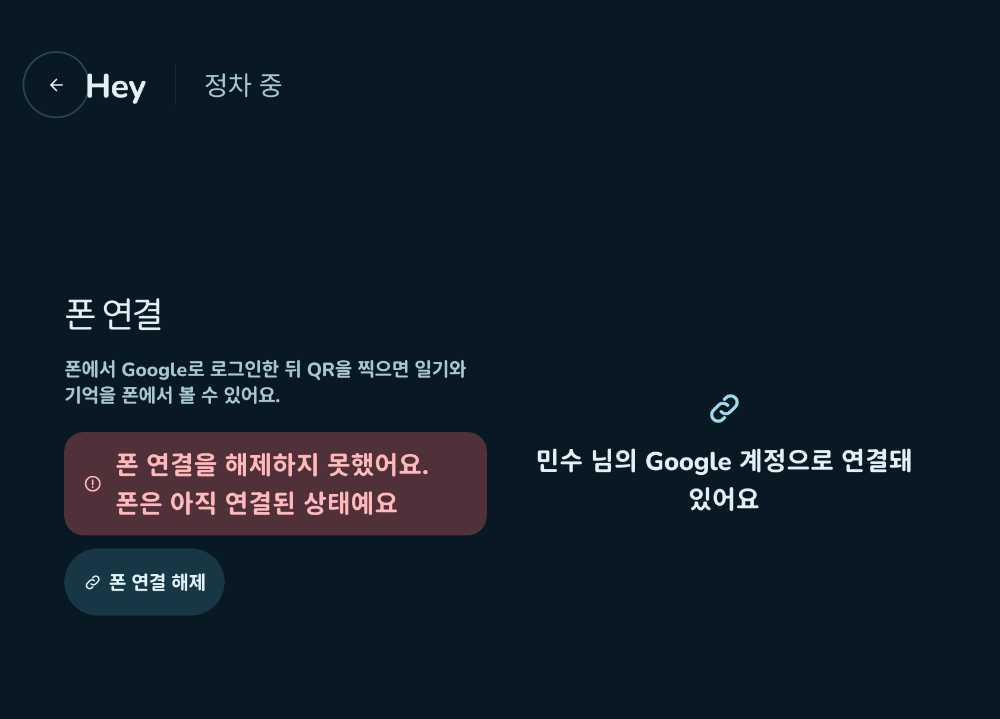 Hey
정차 중
폰 연결
폰에서 Google로 로그인한 뒤 QR을 찍으면 일기와
기억을 폰에서 볼 수 있어요.
폰 연결을 해제하지 못했어요.
폰은 아직 연결된 상태예요
폰 연결 해제
민수 님의 Google 계정으로 연결돼
있어요